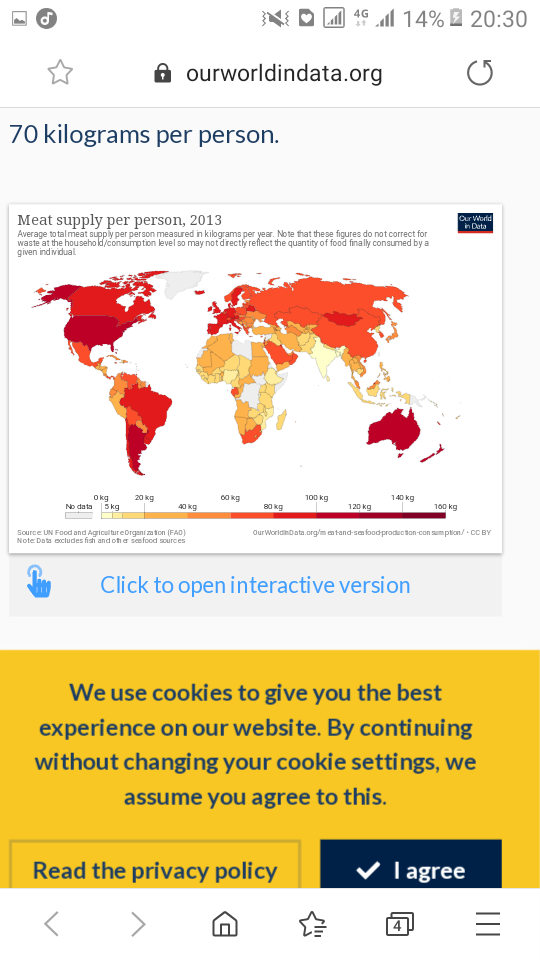 4G 14% 20:30
ourworldindata.org
70 kilograms per person.
Meat supply per person, 2013
Our World
in Data
Average total meat supply per person measured in kilograms per year. Note that these figures do not correct for
waste at the household/consumption level so may not directly reflect the quantity of food finally consumed by a
given individual.
0 kg 20 kg 60 kg 100 kg 140 kg
No data 5 kg 40 kg 80 kg 120 kg 160 kg
Source: UN Food and Agriculture Organization (FAO) OurWorldInData.org/meat-and-seafood-production-consumption/ • CC BY
Note: Data excludes fish and other seafood sources
Click to open interactive version
We use cookies to give you the best
experience on our website. By continuing
without changing your cookie settings, we
assume you agree to this.
Read the privacy policy I agree
4